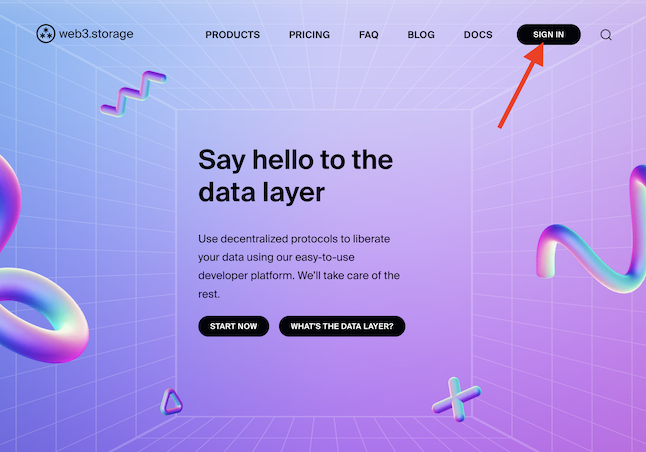 web3.storage PRODUCTS PRICING FAQ BLOG DOCS SIGN IN
Say hello to the
data layer
Use decentralized protocols to liberate
your data using our easy-to-use
developer platform. We'll take care of the
rest.
START NOW WHAT'S THE DATA LAYER?